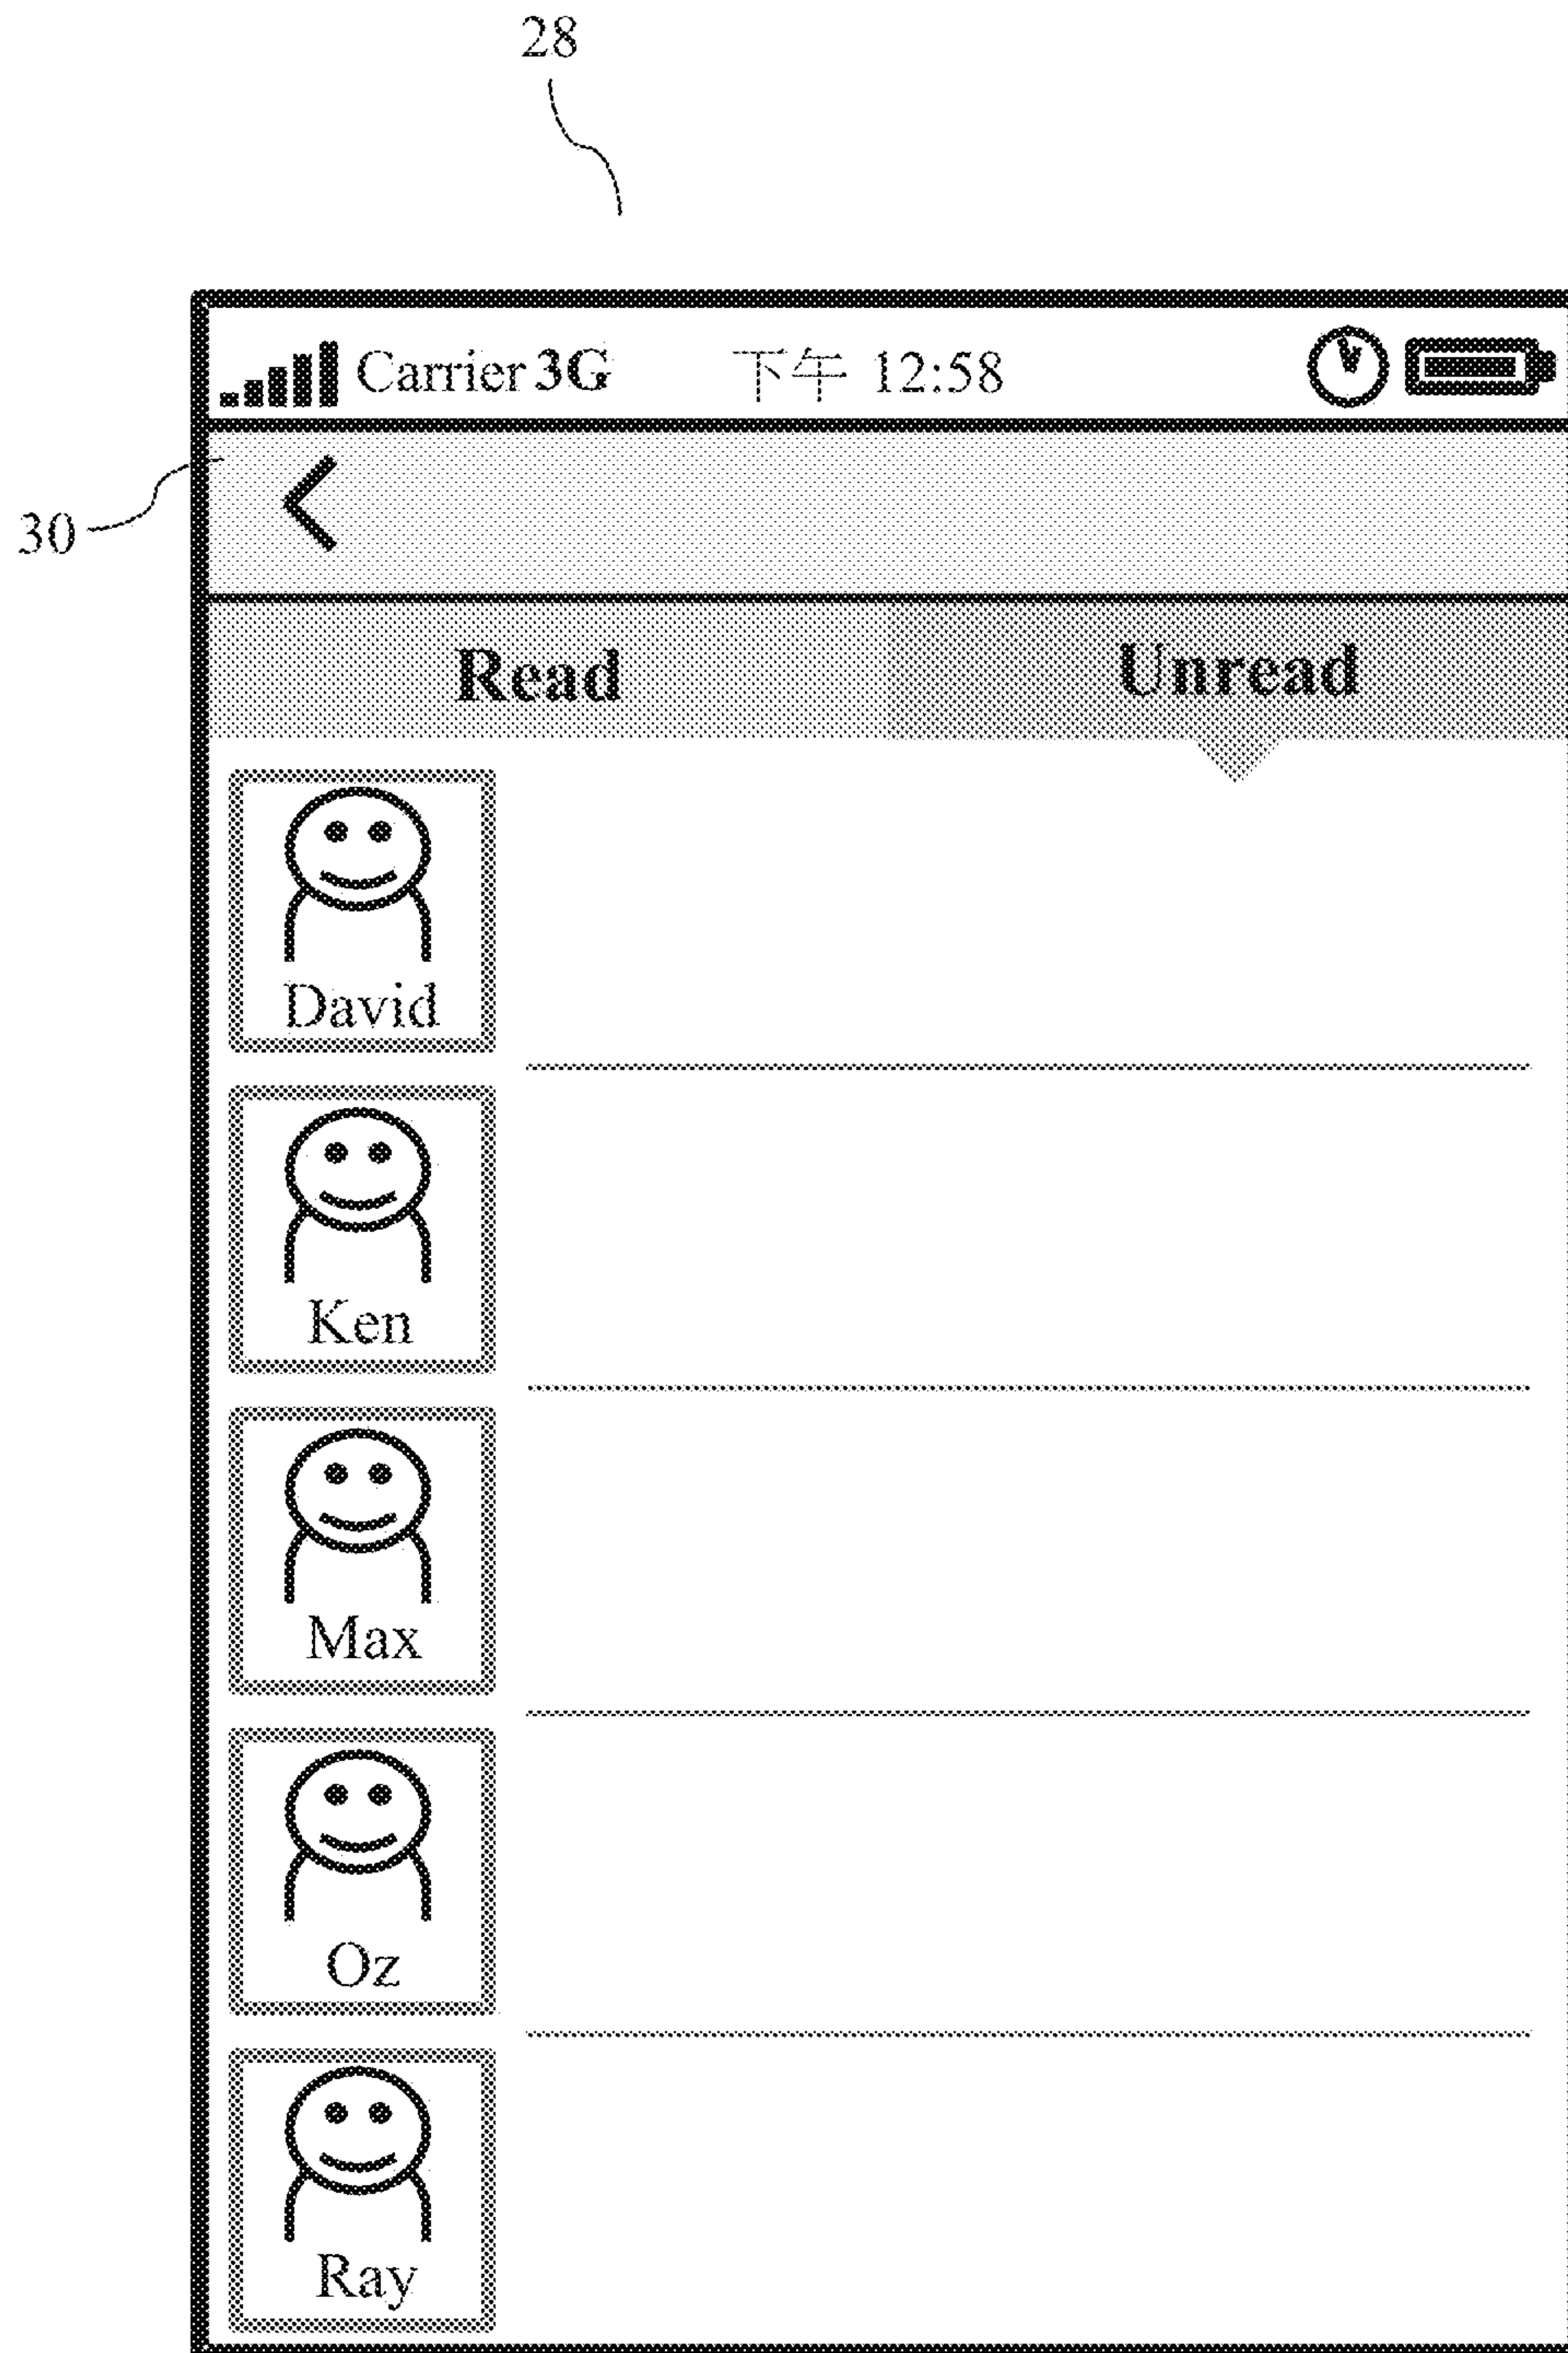 28
Carrier 3G 下午 12:58
30
Read Unread
David
Ken
Max
Oz
Ray